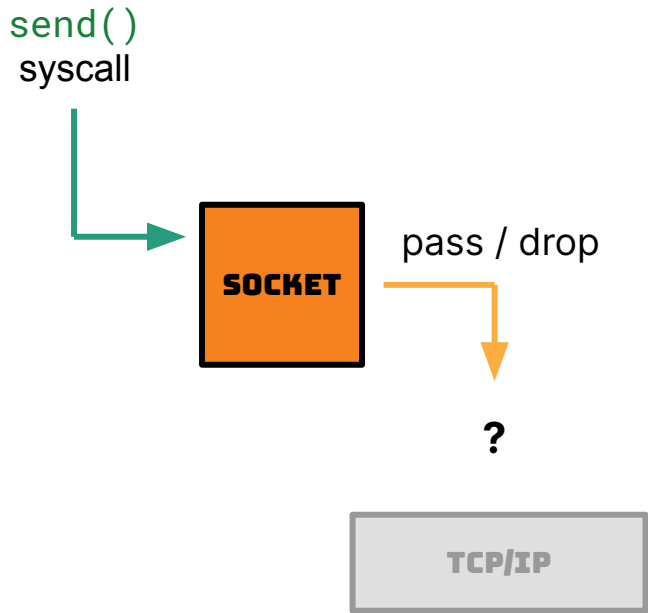 send()
syscall
SOCKET
pass / drop
?
TCP/IP